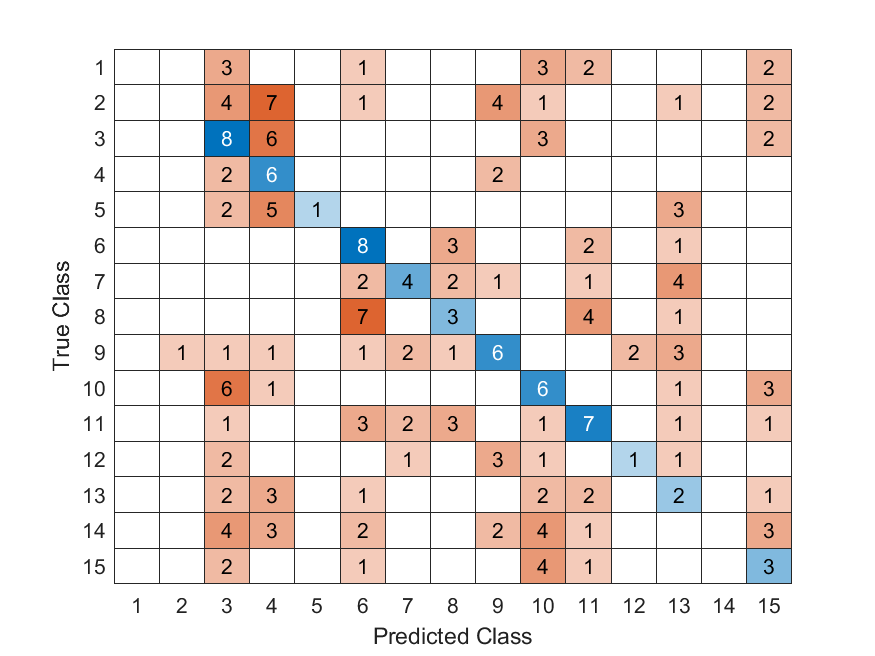 True Class
1 3 1 3 2 2
2 4 7 1 4 1 1 2
3 8 6 3 2
4 2 6 2
5 2 5 1 3
6 8 3 2 1
7 2 4 2 1 1 4
8 7 3 4 1
9 1 1 1 1 2 1 6 2 3
10 6 1 6 1 3
11 1 3 2 3 1 7 1 1
12 2 1 3 1 1 1
13 2 3 1 2 2 2 1
14 4 3 2 2 4 1 3
15 2 1 4 1 3
1 2 3 4 5 6 7 8 9 10 11 12 13 14 15
Predicted Class